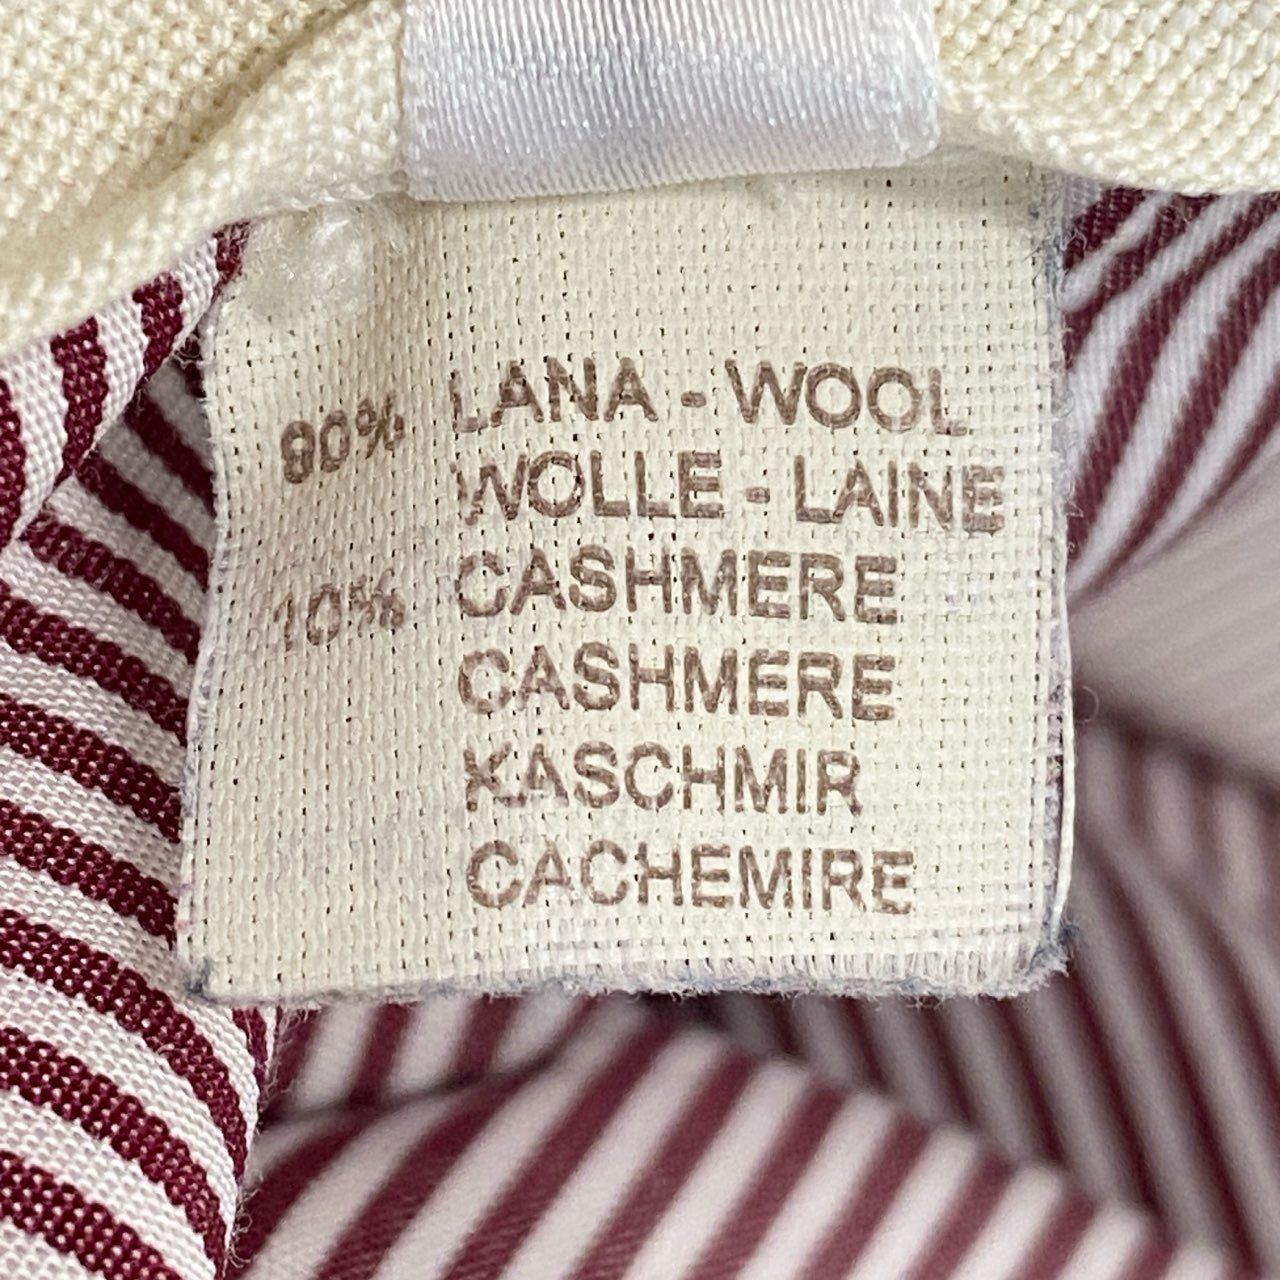 90% LANA - WOOL
WOLLE - LAINE
10% CASHMERE
CASHMERE
KASCHMIR
CACHEMIRE